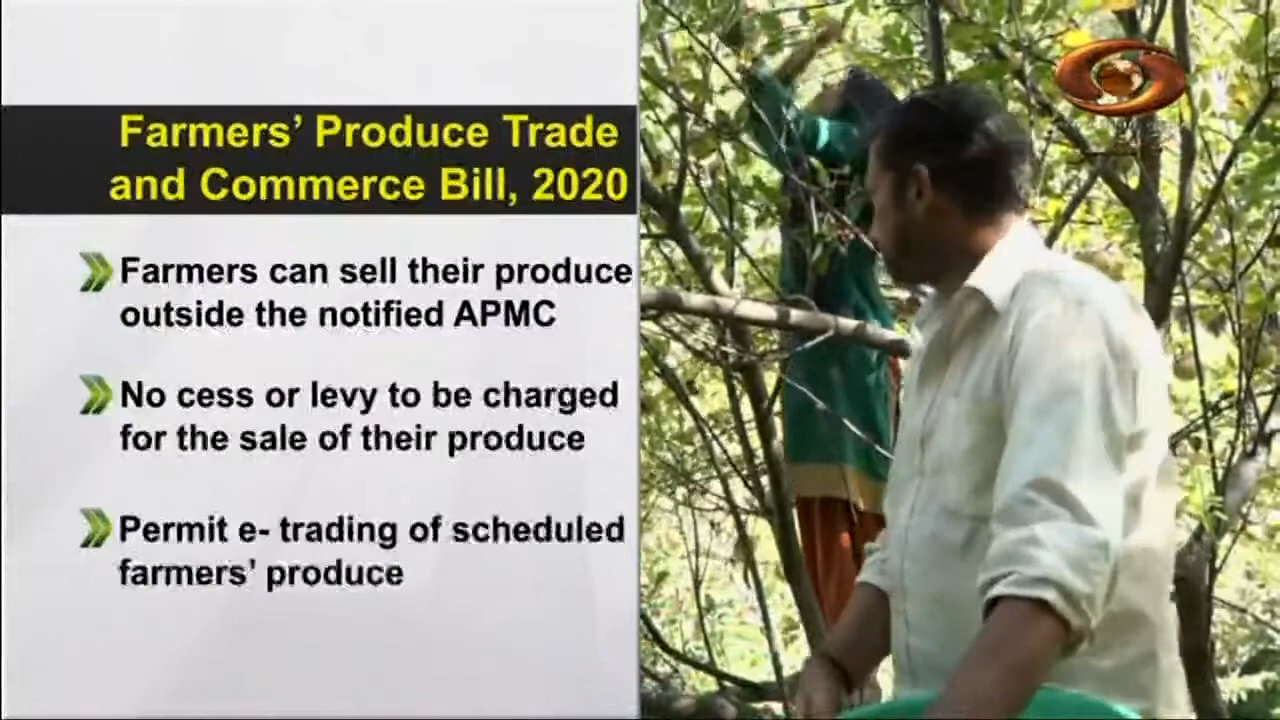 Farmers’ Produce Trade
and Commerce Bill, 2020
Farmers can sell their produce
outside the notified APMC
No cess or levy to be charged
for the sale of their produce
Permit e- trading of scheduled
farmers’ produce